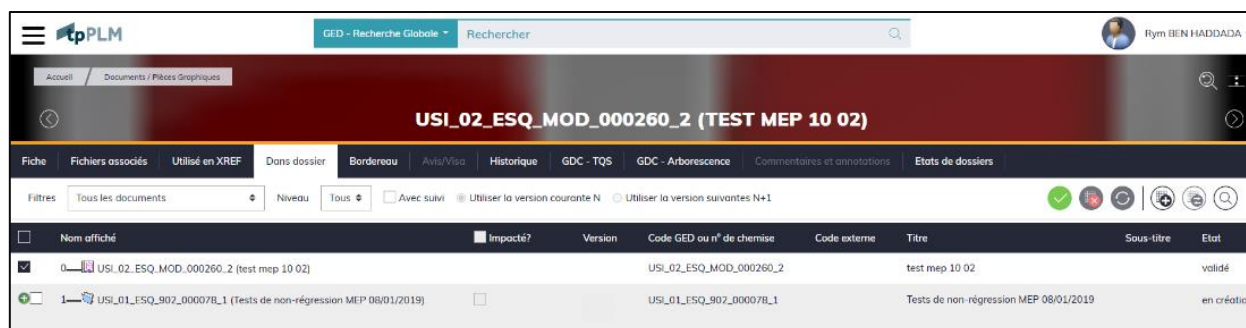 tpPLM GED - Recherche Globale Rechercher Rym BEN HADDADA
Accueil / Documents / Pièces Graphiques
USI_02_ESQ_MOD_000260_2 (TEST MEP 10 02)
Fiche Fichiers associés Utilisé en XREF Dans dossier Bordereau Avis/Visa Historique GDC - TQS GDC - Arborescence Commentaires et annotations Etats de dossiers
Filtres Tous les documents Niveau Tous Avec suivi Utiliser la version courante N Utiliser la version suivantes N+1
Nom affiché Impacté? Version Code GED ou n° de chemise Code externe Titre Sous-titre Etat
0 USI_02_ESQ_MOD_000260_2 (test mep 10 02) USI_02_ESQ_MOD_000260_2 test mep 10 02 validé
1 USI_01_ESQ_902_000078_1 (Tests de non-régression MEP 08/01/2019) USI_01_ESQ_902_000078_1 Tests de non-régression MEP 08/01/2019 en créatio